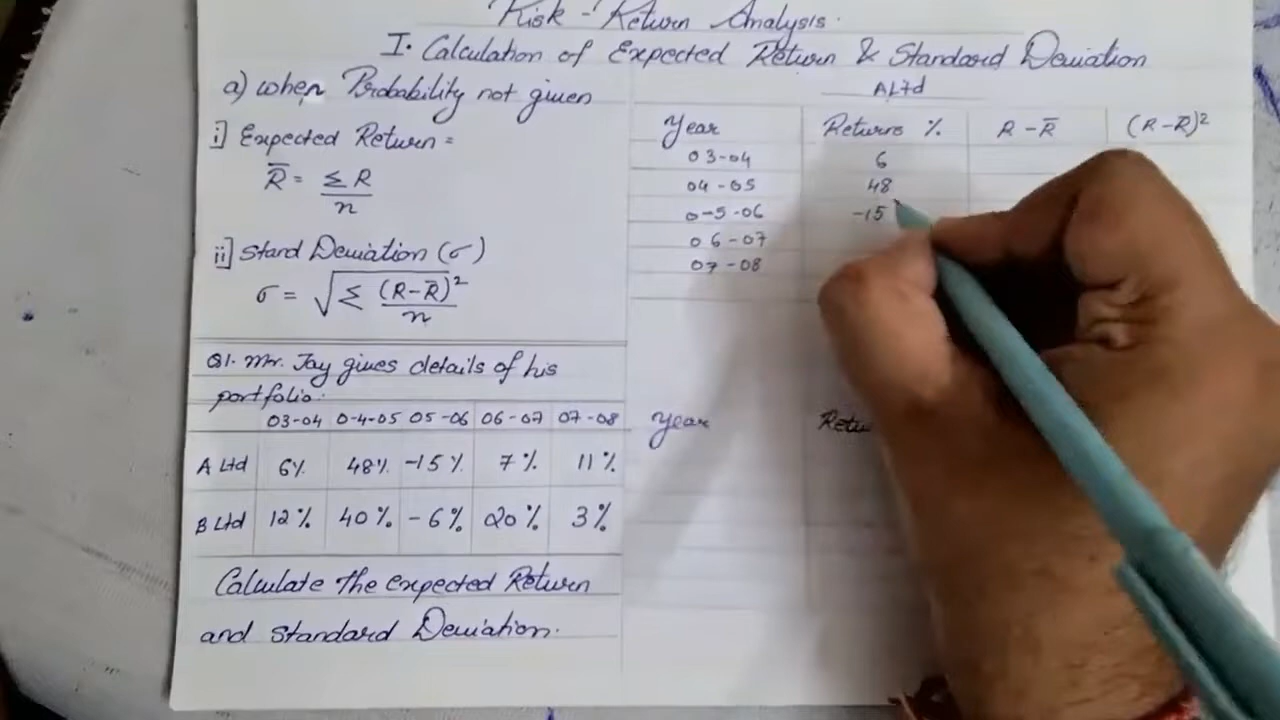 Risk - Return Analysis.
I. Calculation of Expected Return & Standard Deviation
a) when Probability not given
i] Expected Return =
R̅ = ΣR
n
ii] Stard Deviation (σ)
σ = √Σ (R-R̅)²
n
Q1. Mr. Jay gives details of his
portfolio.
03-04 0-4-05 05-06 06-07 07-08
A Ltd 6% 48% -15% 7% 11%
B Ltd 12% 40% -6% 20% 3%
Calculate the expected Return
and standard Deviation.
A Ltd
Year Returns % R-R̅ (R-R̅)²
03-04 6
04-05 48
0-5-06 -15
06-07
07-08
Year Retu